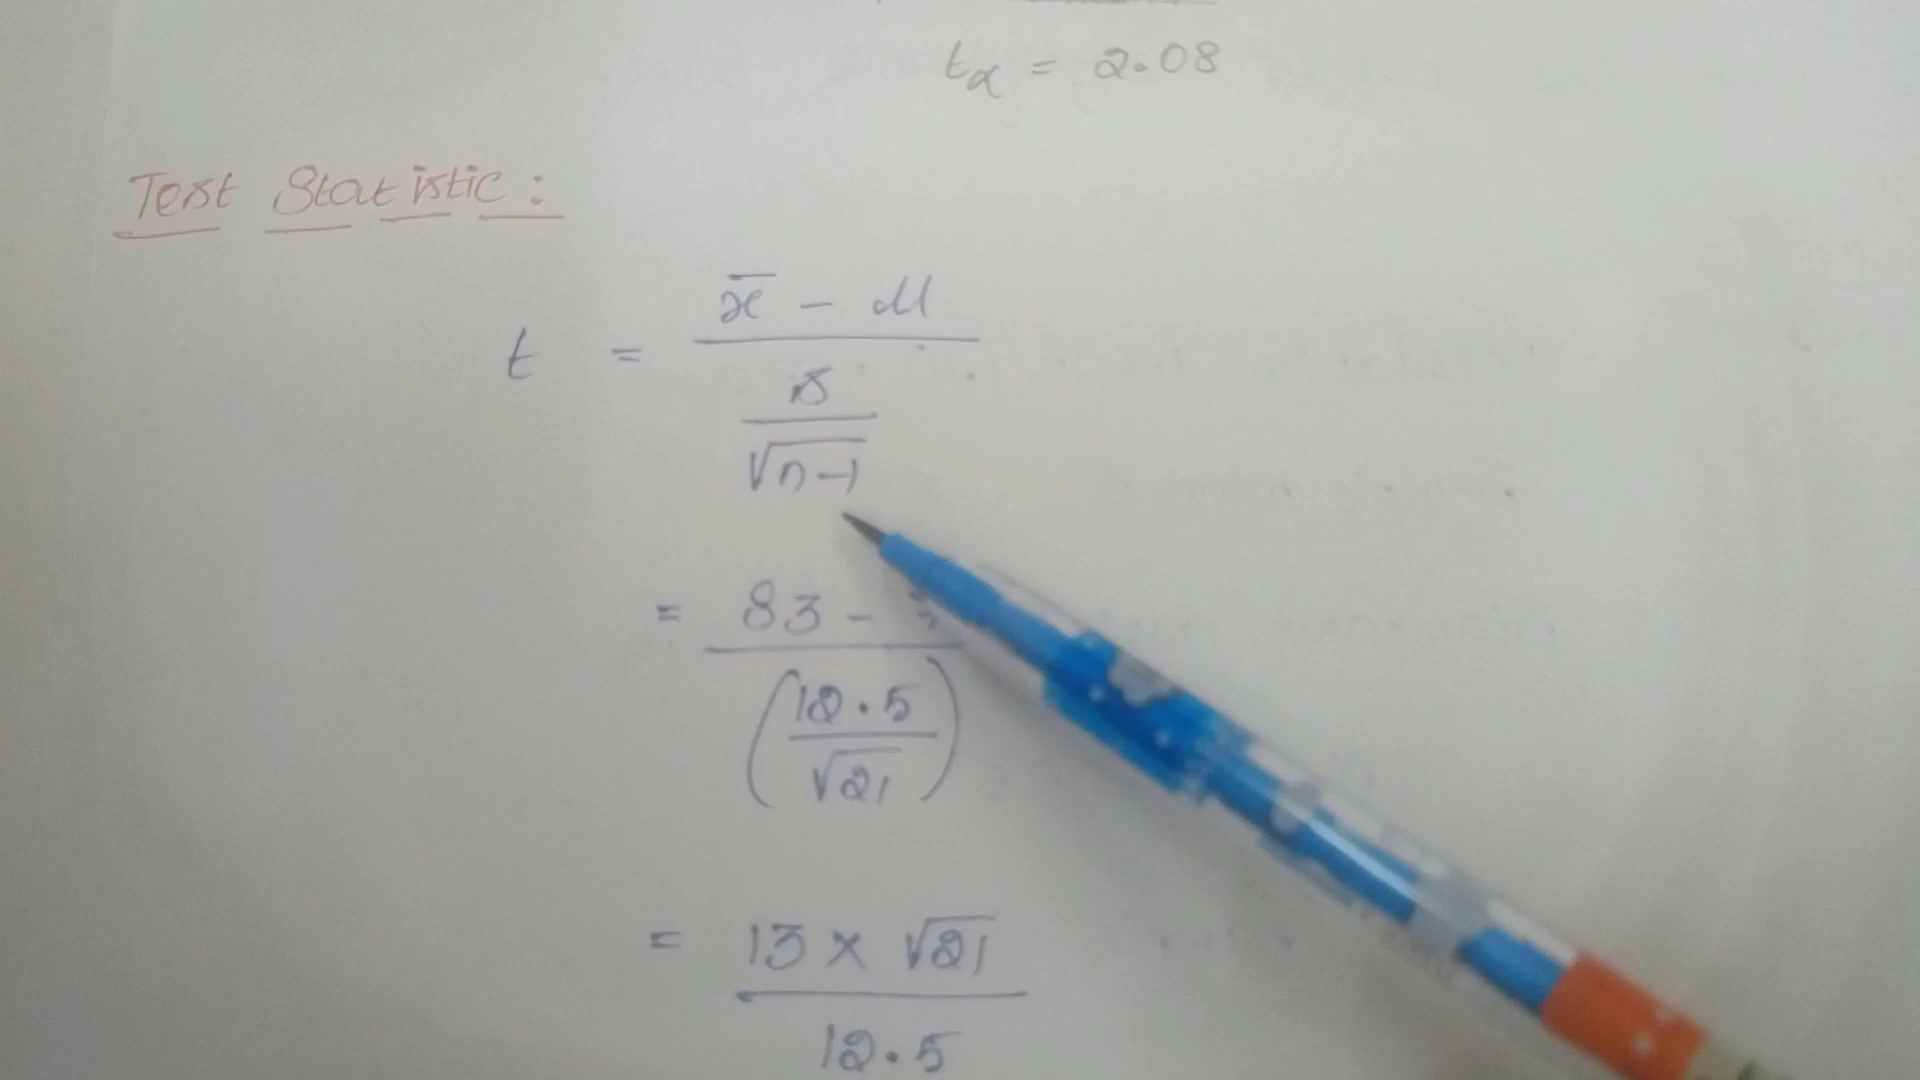 tα = 2.08
Test Statistic:
t = x̄ - μ
s
√n-1
= 83 -
(12.5
√21)
= 13 × √21
12.5